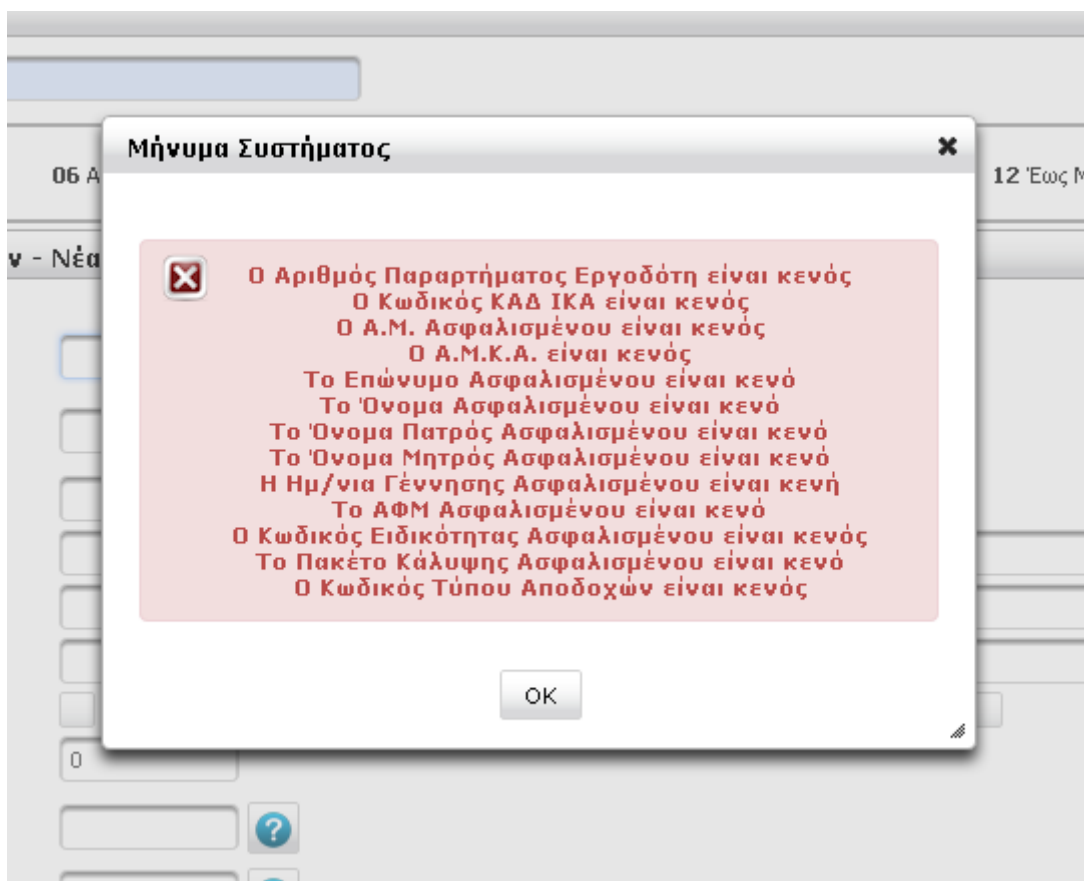 Μήνυμα Συστήματος
06 Α
12 Έως Μ
ν - Νέα
Ο Αριθμός Παραρτήματος Εργοδότη είναι κενός
Ο Κωδικός ΚΑΔ ΙΚΑ είναι κενός
Ο Α.Μ. Ασφαλισμένου είναι κενός
Ο Α.Μ.Κ.Α. είναι κενός
Το Επώνυμο Ασφαλισμένου είναι κενό
Το Όνομα Ασφαλισμένου είναι κενό
Το Όνομα Πατρός Ασφαλισμένου είναι κενό
Το Όνομα Μητρός Ασφαλισμένου είναι κενό
Η Ημ/νια Γέννησης Ασφαλισμένου είναι κενή
Το ΑΦΜ Ασφαλισμένου είναι κενό
Ο Κωδικός Ειδικότητας Ασφαλισμένου είναι κενός
Το Πακέτο Κάλυψης Ασφαλισμένου είναι κενό
Ο Κωδικός Τύπου Αποδοχών είναι κενός
OK
0